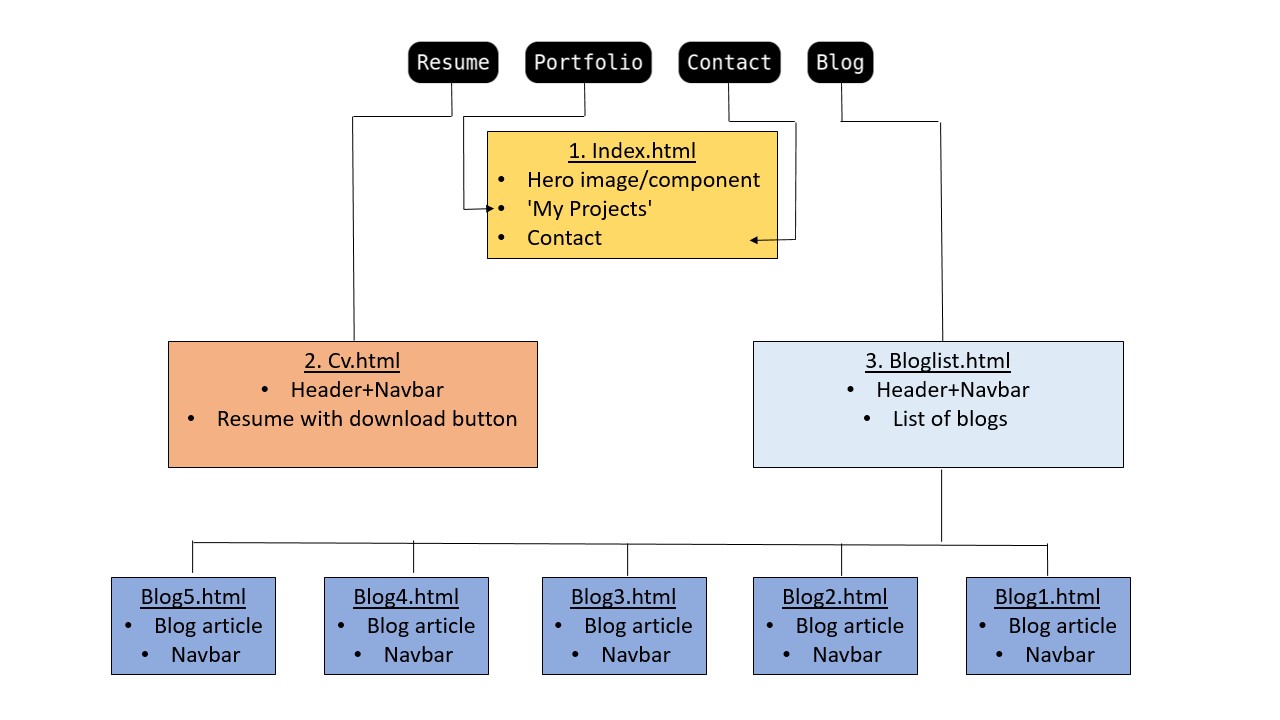 Resume
Portfolio
Contact
Blog
1. Index.html
• Hero image/component
• 'My Projects'
• Contact
2. Cv.html
• Header+Navbar
• Resume with download button
3. Bloglist.html
• Header+Navbar
• List of blogs
Blog5.html
• Blog article
• Navbar
Blog4.html
• Blog article
• Navbar
Blog3.html
• Blog article
• Navbar
Blog2.html
• Blog article
• Navbar
Blog1.html
• Blog article
• Navbar